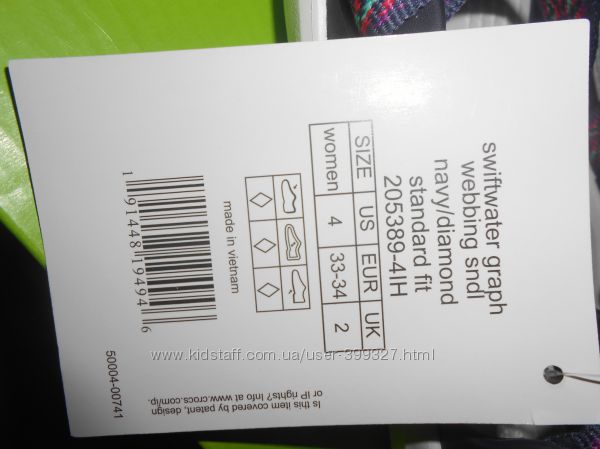 swiftwater graph
webbing sndl
navy/diamond
standard fit
205389-4IH
SIZE US EUR UK
women 4 33-34 2
made in vietnam
1 91448 19494 6
50004-00741
Is this item covered by patent, design
or IP rights? Info at www.crocs.com/ip.
www.kidstaff.com.ua/user-399327.html